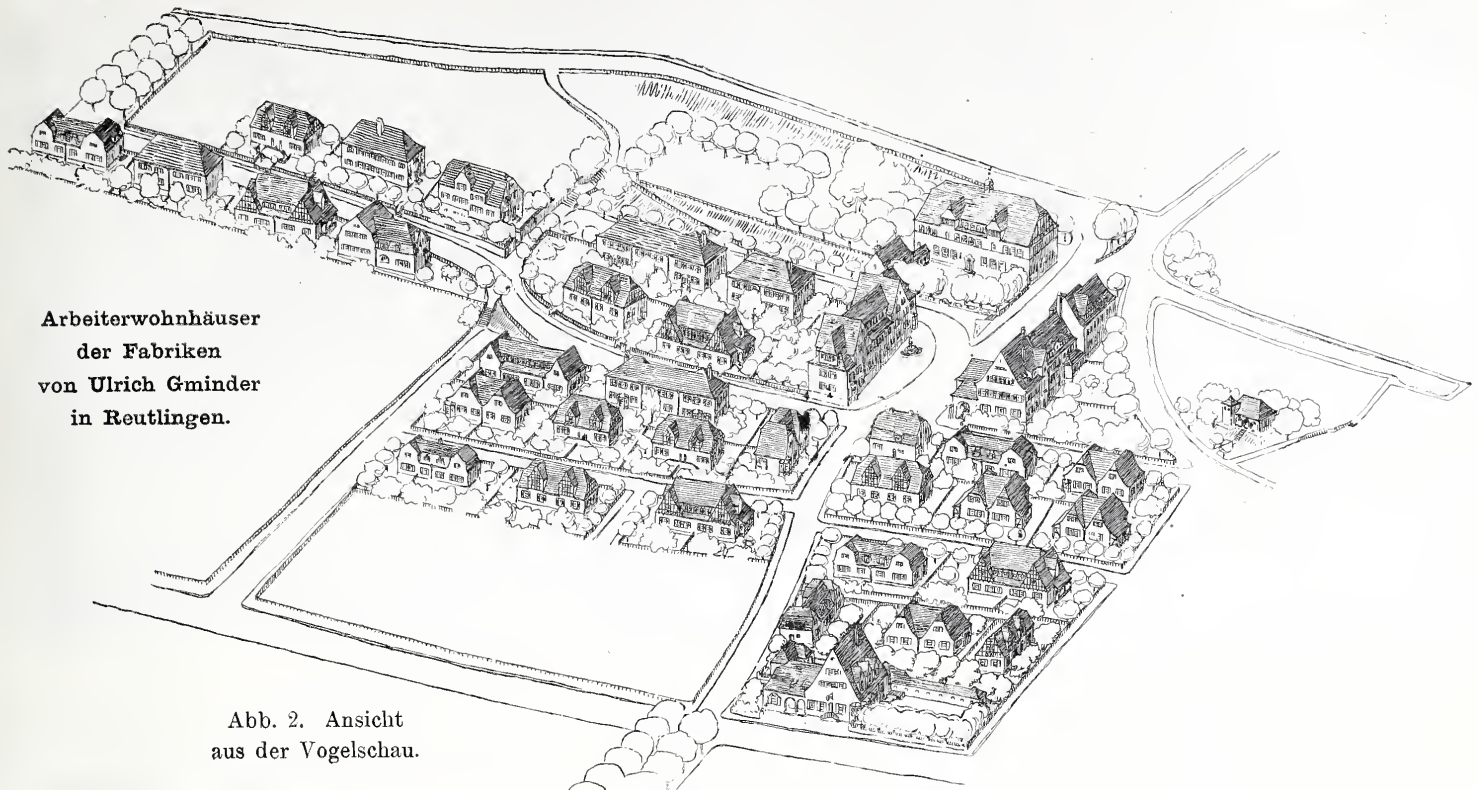 Arbeiterwohnhäuser
der Fabriken
von Ulrich Gminder
in Reutlingen.
Abb. 2. Ansicht
aus der Vogelschau.